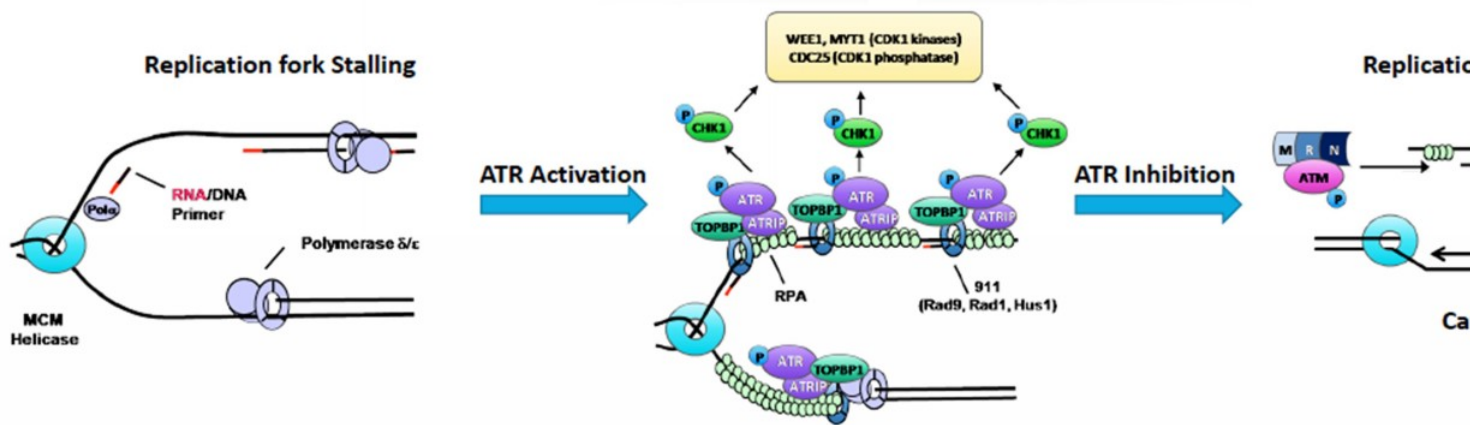 Replication fork Stalling
RNA/DNA
Primer
Polα
Polymerase δ/ε
MCM
Helicase
ATR Activation
WEE1, MYT1 (CDK1 kinases)
CDC25 (CDK1 phosphatase)
P
CHK1
P
CHK1
P
CHK1
P
ATR
TOPBP1
ATRIP
P
ATR
TOPBP1
ATRIP
P
ATR
TOPBP1
ATRIP
RPA
911
(Rad9, Rad1, Hus1)
P
ATR
TOPBP1
ATRIP
ATR Inhibition
Replicatio
M R N
ATM
P
Ca